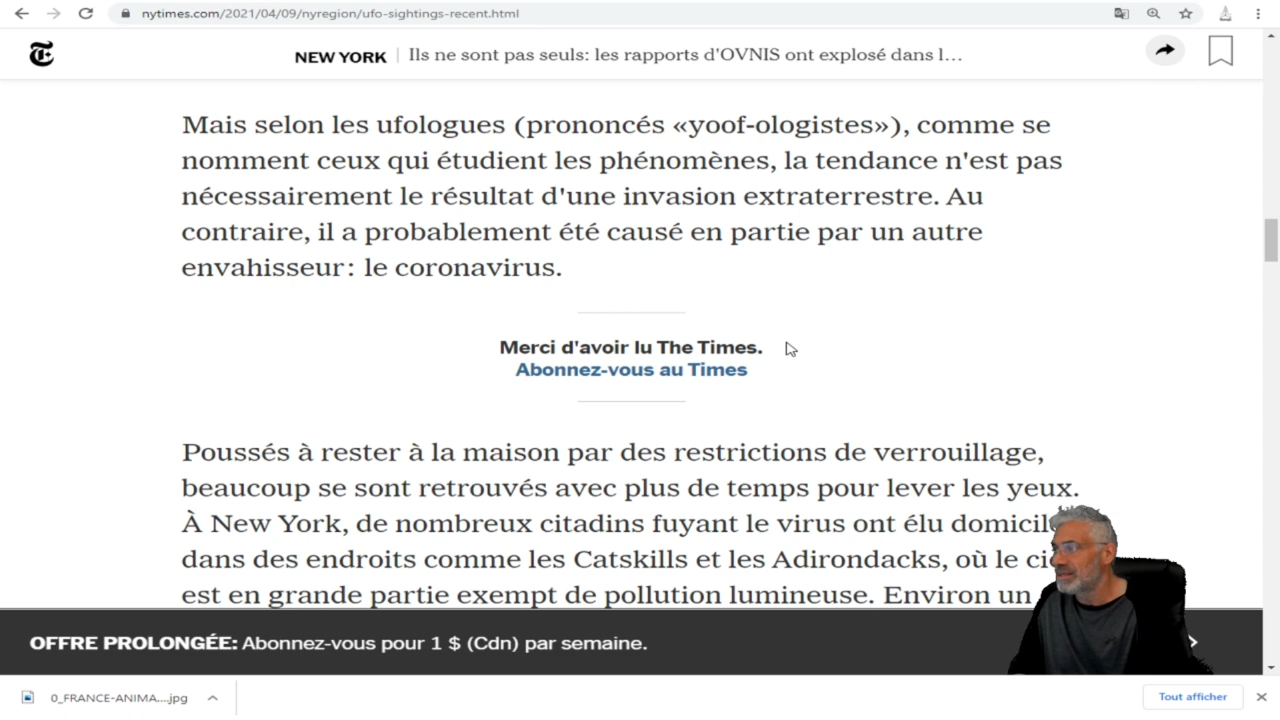 nytimes.com/2021/04/09/nyregion/ufo-sightings-recent.html
NEW YORK | Ils ne sont pas seuls: les rapports d'OVNIS ont explosé dans l…
Mais selon les ufologues (prononcés «yoof-ologistes»), comme se
nomment ceux qui étudient les phénomènes, la tendance n'est pas
nécessairement le résultat d'une invasion extraterrestre. Au
contraire, il a probablement été causé en partie par un autre
envahisseur: le coronavirus.
Merci d'avoir lu The Times.
Abonnez-vous au Times
Poussés à rester à la maison par des restrictions de verrouillage,
beaucoup se sont retrouvés avec plus de temps pour lever les yeux.
À New York, de nombreux citadins fuyant le virus ont élu domicile
dans des endroits comme les Catskills et les Adirondacks, où le
est en grande partie exempt de pollution lumineuse. Environ un
OFFRE PROLONGÉE: Abonnez-vous pour 1 $ (Cdn) par semaine.
0_FRANCE-ANIMA....jpg
Tout afficher